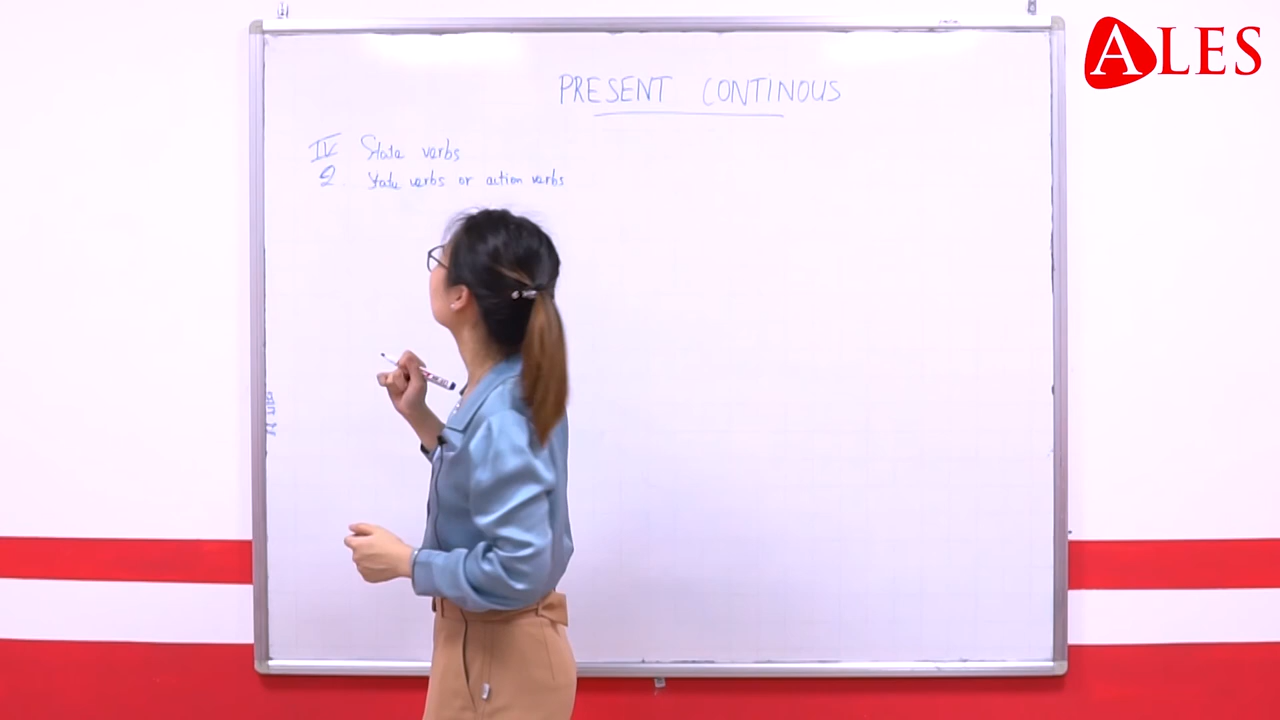 ALES
PRESENT CONTINOUS
IV State verbs
2. State verbs or action verbs